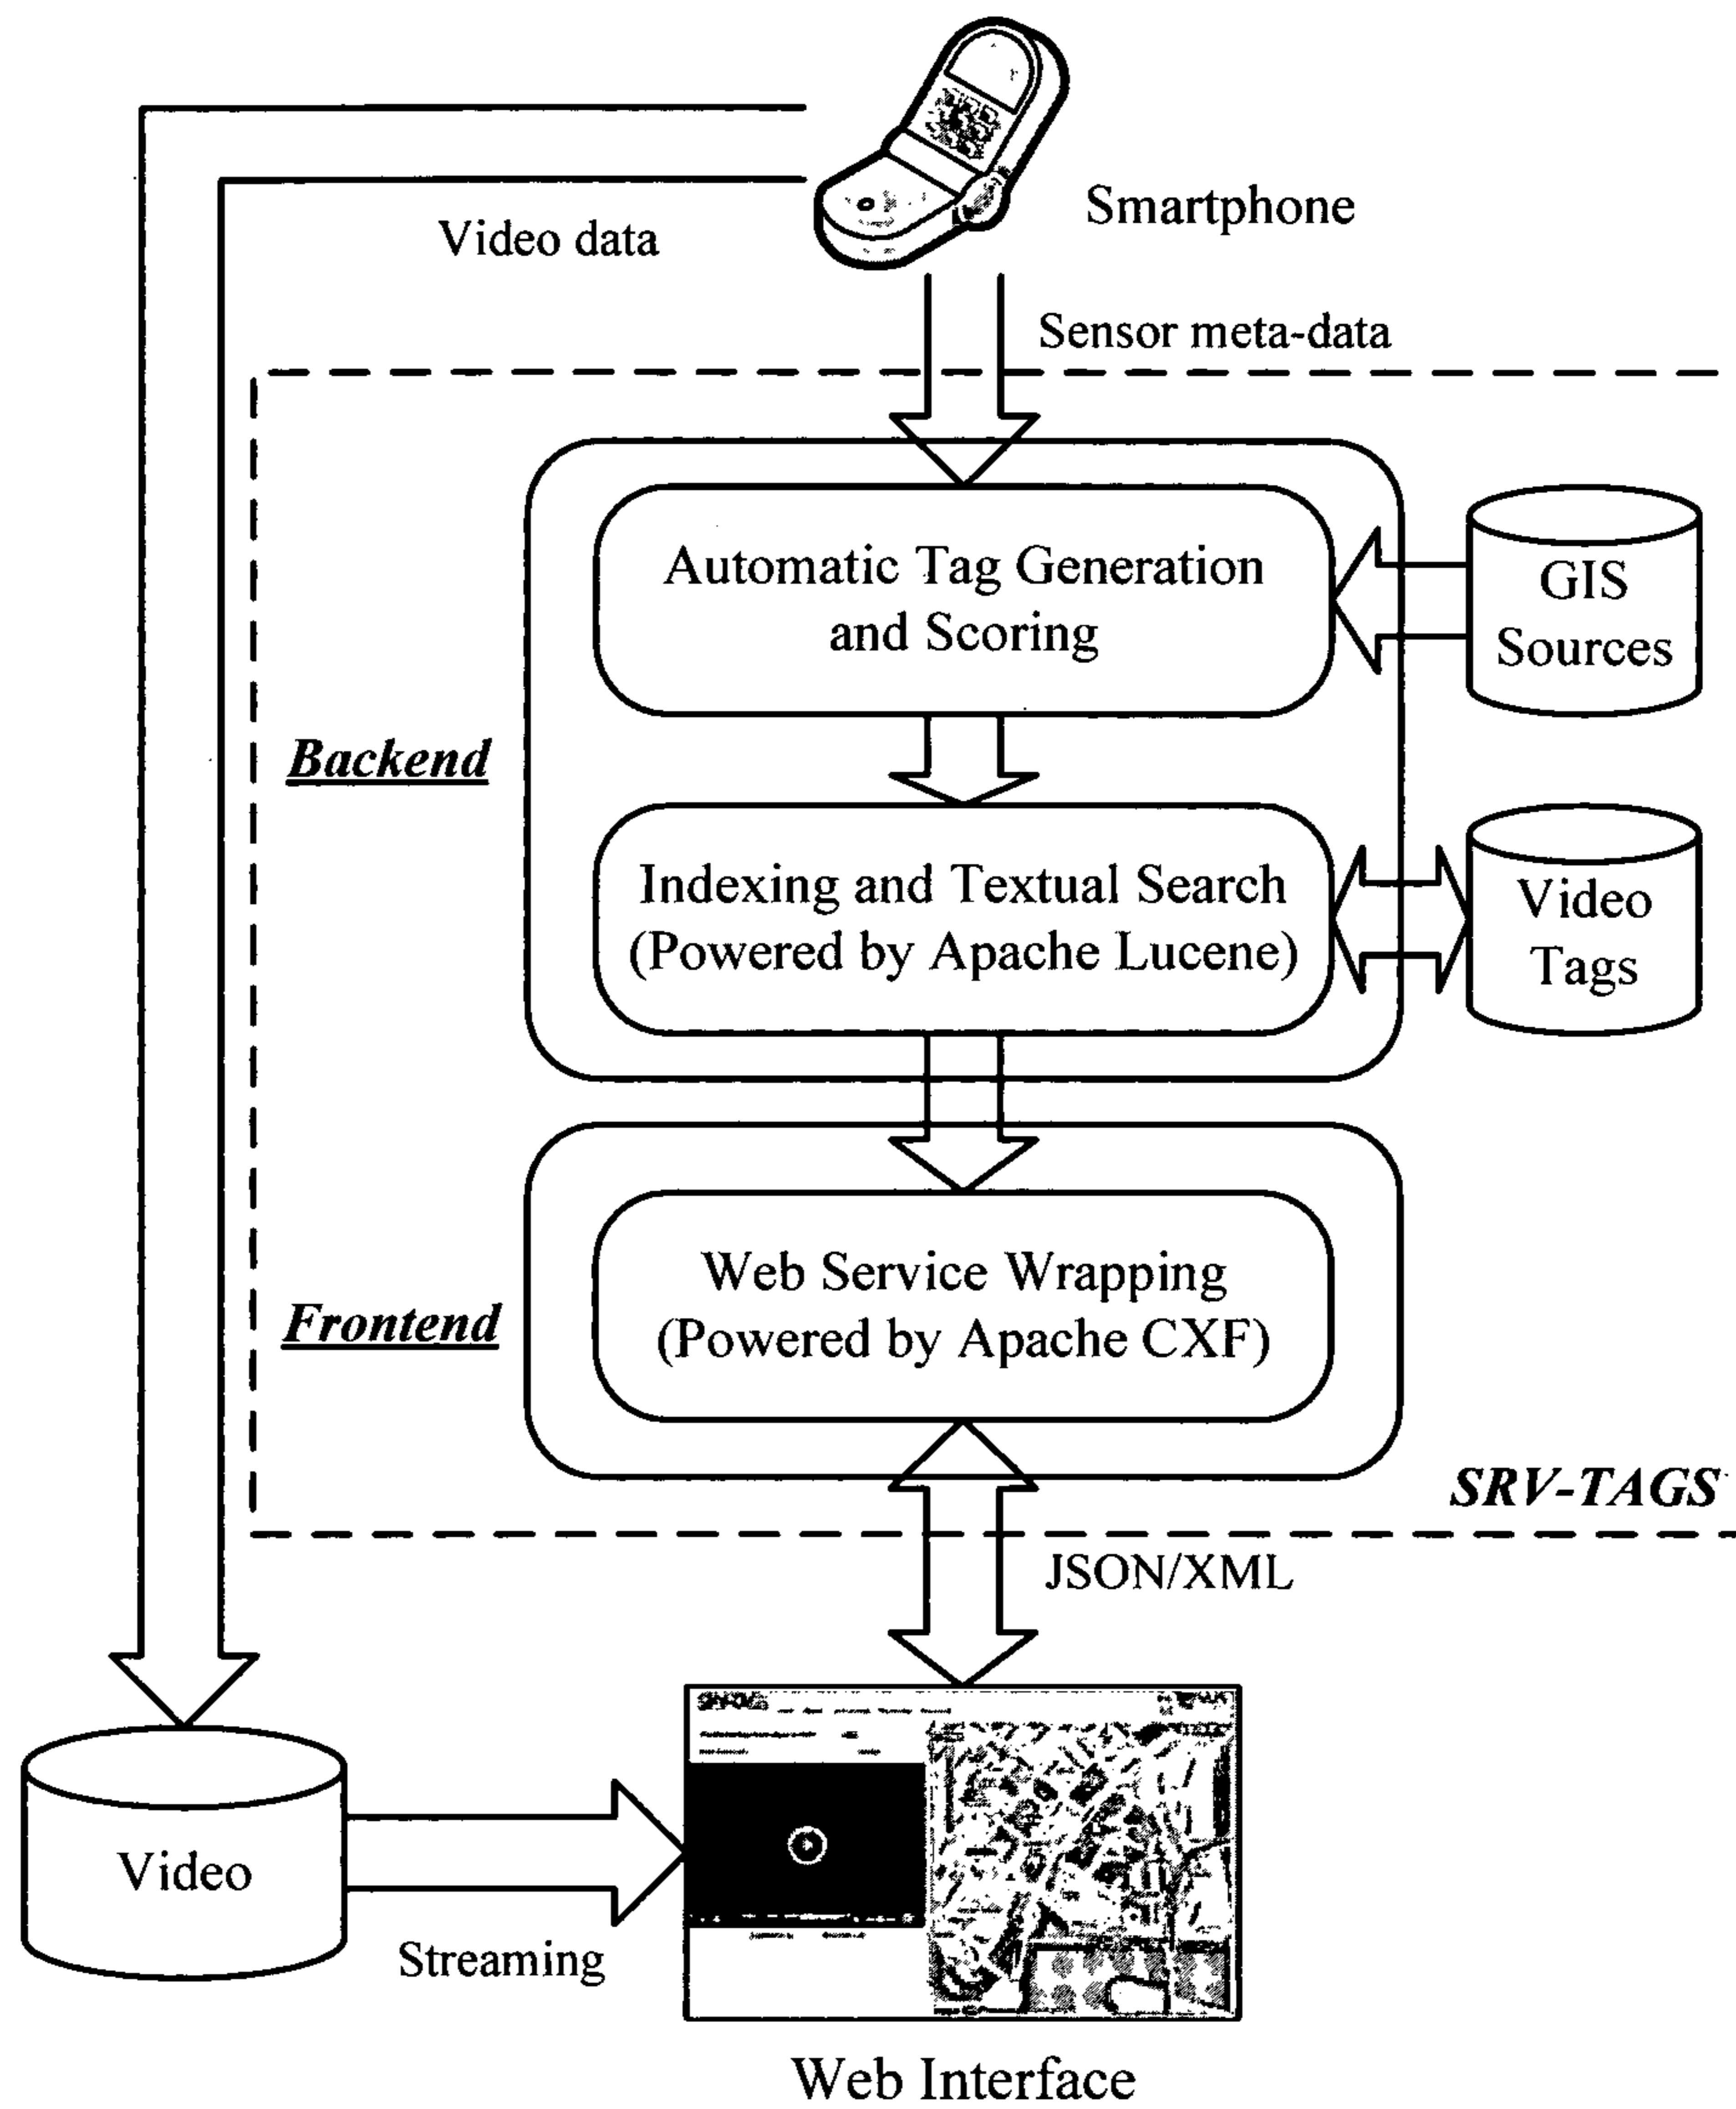 Smartphone
Video data
Sensor meta-data
Automatic Tag Generation
and Scoring
GIS
Sources
Backend
Indexing and Textual Search
(Powered by Apache Lucene)
Video
Tags
Web Service Wrapping
(Powered by Apache CXF)
Frontend
SRV-TAGS
JSON/XML
Video
Streaming
Web Interface